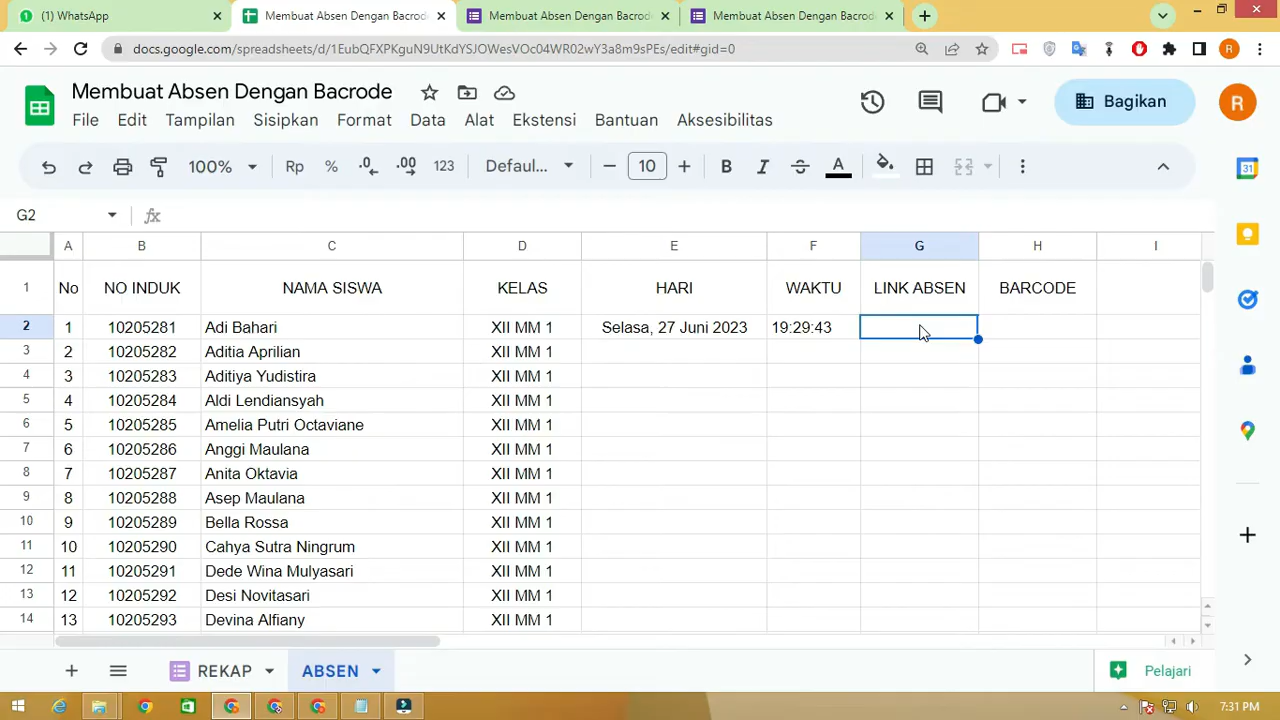 (1) WhatsApp
Membuat Absen Dengan Bacrode
Membuat Absen Dengan Bacrode
Membuat Absen Dengan Bacrode
docs.google.com/spreadsheets/d/1EubQFXPKguN9UtKdYSJOWesVOc04WR02wY3a8m9sPEs/edit#gid=0
R
Membuat Absen Dengan Bacrode
Bagikan
R
File Edit Tampilan Sisipan Format Data Alat Ekstensi Bantuan Aksesibilitas
100% Rp % .0 .00 123 Defaul... 10 B I S A
31
G2 fx
A B C D E F G H I
1 No NO INDUK NAMA SISWA KELAS HARI WAKTU LINK ABSEN BARCODE
2 1 10205281 Adi Bahari XII MM 1 Selasa, 27 Juni 2023 19:29:43
3 2 10205282 Aditia Aprilian XII MM 1
4 3 10205283 Aditiya Yudistira XII MM 1
5 4 10205284 Aldi Lendiansyah XII MM 1
6 5 10205285 Amelia Putri Octaviane XII MM 1
7 6 10205286 Anggi Maulana XII MM 1
8 7 10205287 Anita Oktavia XII MM 1
9 8 10205288 Asep Maulana XII MM 1
10 9 10205289 Bella Rossa XII MM 1
11 10 10205290 Cahya Sutra Ningrum XII MM 1
12 11 10205291 Dede Wina Mulyasari XII MM 1
13 12 10205292 Desi Novitasari XII MM 1
14 13 10205293 Devina Alfiany XII MM 1
REKAP ABSEN Pelajari
7:31 PM